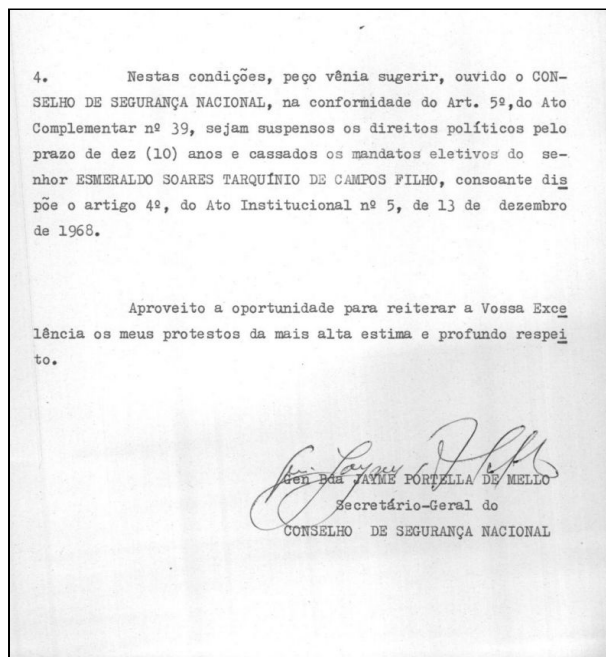 4. Nestas condições, peço vênia sugerir, ouvido o CON-
SELHO DE SEGURANÇA NACIONAL, na conformidade do Art. 5º,do Ato
Complementar nº 39, sejam suspensos os direitos políticos pelo
prazo de dez (10) anos e cassados os mandatos eletivos do se-
nhor ESMERALDO SOARES TARQUÍNIO DE CAMPOS FILHO, consoante dis
põe o artigo 4º, do Ato Institucional nº 5, de 13 de dezembro
de 1968.
Aproveito a oportunidade para reiterar a Vossa Exce
lência os meus protestos da mais alta estima e profundo respei
to.
Gen Bda JAYME PORTELLA DE MELLO
Secretário-Geral do
CONSELHO DE SEGURANÇA NACIONAL